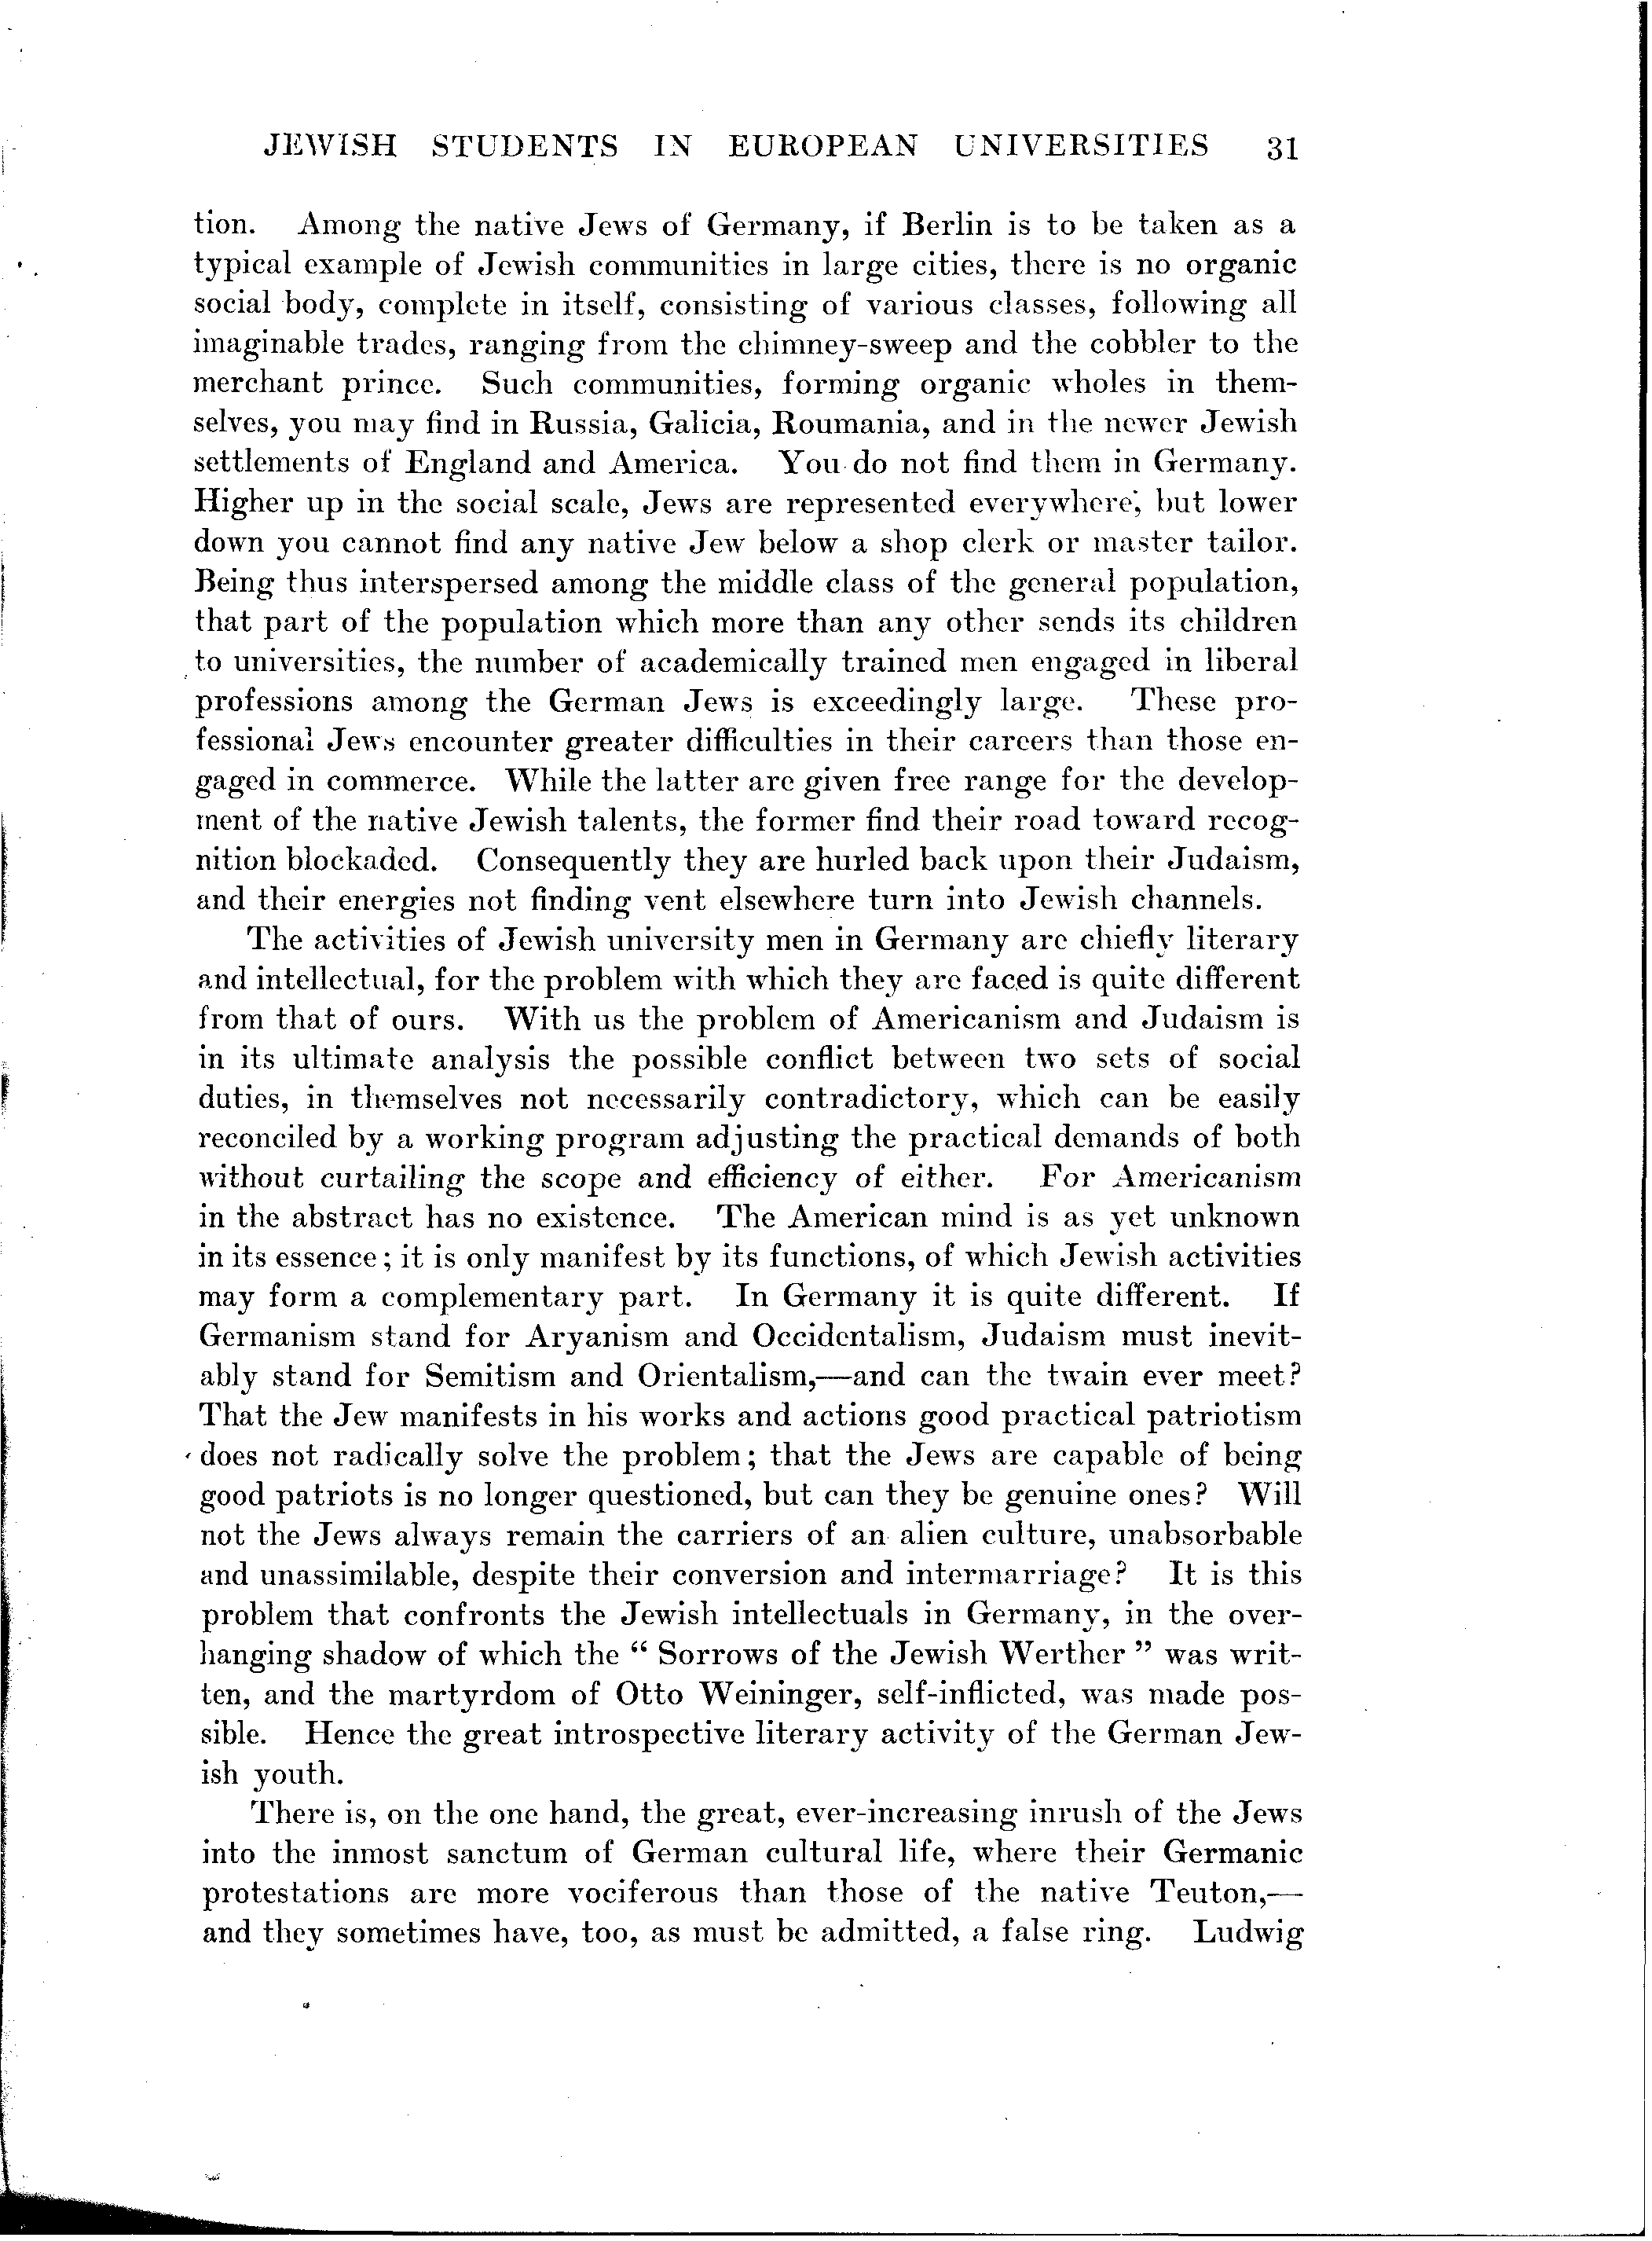 JEWISH STUDENTS IN EUROPEAN UNIVERSITIES 31
tion. Among the native Jews of Germany, if Berlin is to be taken as a
typical example of Jewish communities in large cities, there is no organic
social body, complete in itself, consisting of various classes, following all
imaginable trades, ranging from the chimney-sweep and the cobbler to the
merchant prince. Such communities, forming organic wholes in them-
selves, you may find in Russia, Galicia, Roumania, and in the newer Jewish
settlements of England and America. You do not find them in Germany.
Higher up in the social scale, Jews are represented everywhere, but lower
down you cannot find any native Jew below a shop clerk or master tailor.
Being thus interspersed among the middle class of the general population,
that part of the population which more than any other sends its children
to universities, the number of academically trained men engaged in liberal
professions among the German Jews is exceedingly large. These pro-
fessional Jews encounter greater difficulties in their careers than those en-
gaged in commerce. While the latter are given free range for the develop-
ment of the native Jewish talents, the former find their road toward recog-
nition blockaded. Consequently they are hurled back upon their Judaism,
and their energies not finding vent elsewhere turn into Jewish channels.
The activities of Jewish university men in Germany are chiefly literary
and intellectual, for the problem with which they are faced is quite different
from that of ours. With us the problem of Americanism and Judaism is
in its ultimate analysis the possible conflict between two sets of social
duties, in themselves not necessarily contradictory, which can be easily
reconciled by a working program adjusting the practical demands of both
without curtailing the scope and efficiency of either. For Americanism
in the abstract has no existence. The American mind is as yet unknown
in its essence; it is only manifest by its functions, of which Jewish activities
may form a complementary part. In Germany it is quite different. If
Germanism stand for Aryanism and Occidentalism, Judaism must inevit-
ably stand for Semitism and Orientalism,—and can the twain ever meet?
That the Jew manifests in his works and actions good practical patriotism
does not radically solve the problem; that the Jews are capable of being
good patriots is no longer questioned, but can they be genuine ones? Will
not the Jews always remain the carriers of an alien culture, unabsorbable
and unassimilable, despite their conversion and intermarriage? It is this
problem that confronts the Jewish intellectuals in Germany, in the over-
hanging shadow of which the “ Sorrows of the Jewish Werther ” was writ-
ten, and the martyrdom of Otto Weininger, self-inflicted, was made pos-
sible. Hence the great introspective literary activity of the German Jew-
ish youth.
There is, on the one hand, the great, ever-increasing inrush of the Jews
into the inmost sanctum of German cultural life, where their Germanic
protestations are more vociferous than those of the native Teuton,—
and they sometimes have, too, as must be admitted, a false ring. Ludwig